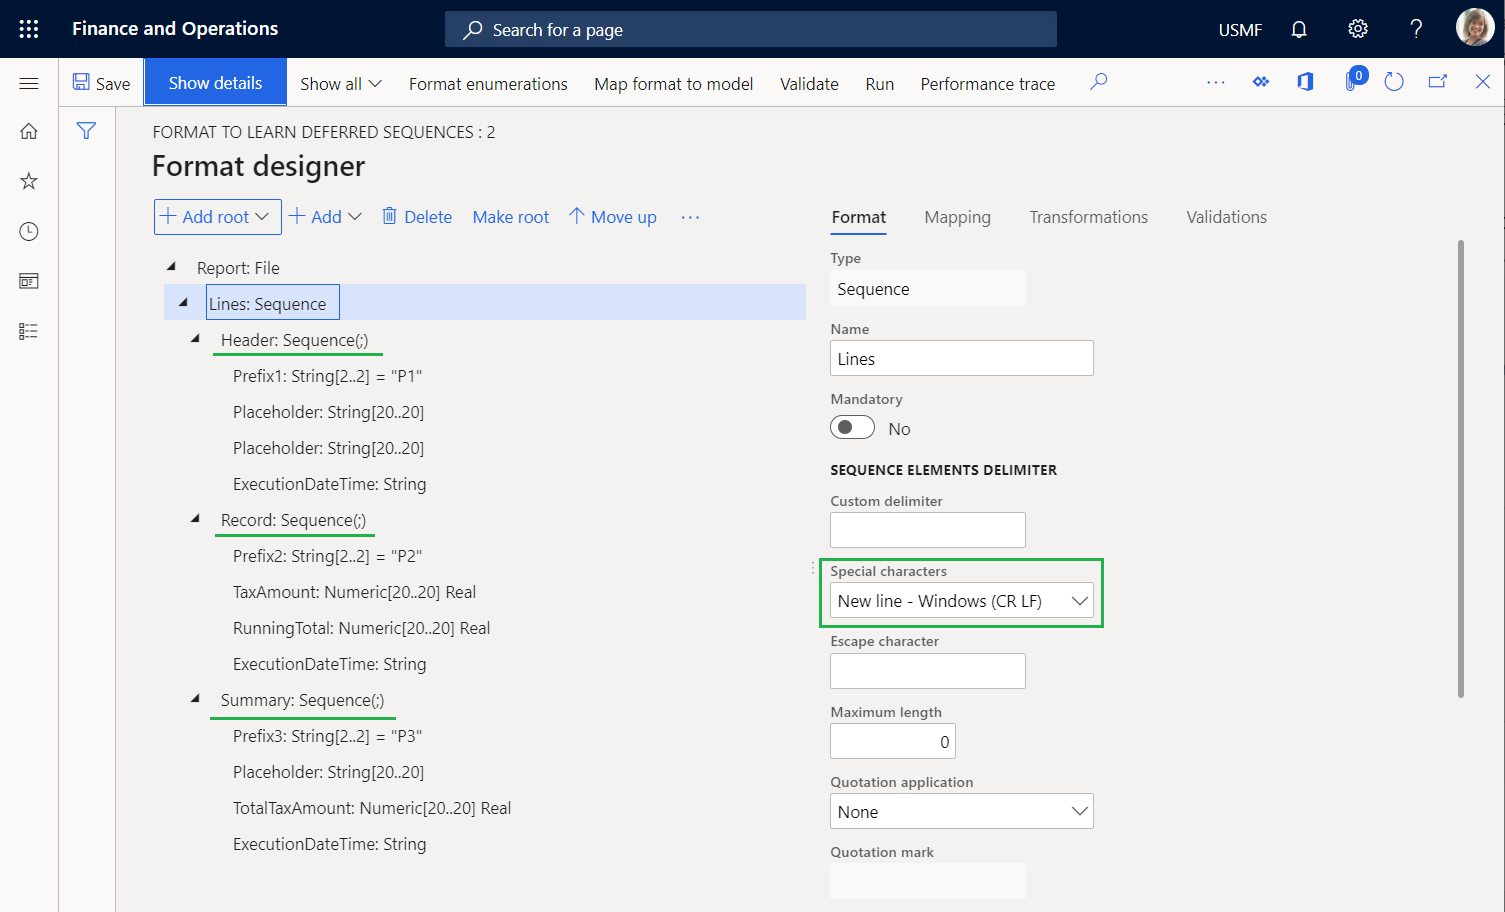 Finance and Operations
Search for a page
USMF
Save
Show details
Show all
Format enumerations
Map format to model
Validate
Run
Performance trace
0
FORMAT TO LEARN DEFERRED SEQUENCES : 2
Format designer
Add root
Add
Delete
Make root
Move up
Report: File
Lines: Sequence
Header: Sequence(;)
Prefix1: String[2..2] = "P1"
Placeholder: String[20..20]
Placeholder: String[20..20]
ExecutionDateTime: String
Record: Sequence(;)
Prefix2: String[2..2] = "P2"
TaxAmount: Numeric[20..20] Real
RunningTotal: Numeric[20..20] Real
ExecutionDateTime: String
Summary: Sequence(;)
Prefix3: String[2..2] = "P3"
Placeholder: String[20..20]
TotalTaxAmount: Numeric[20..20] Real
ExecutionDateTime: String
Format
Mapping
Transformations
Validations
Type
Sequence
Name
Lines
Mandatory
No
SEQUENCE ELEMENTS DELIMITER
Custom delimiter
Special characters
New line - Windows (CR LF)
Escape character
Maximum length
0
Quotation application
None
Quotation mark